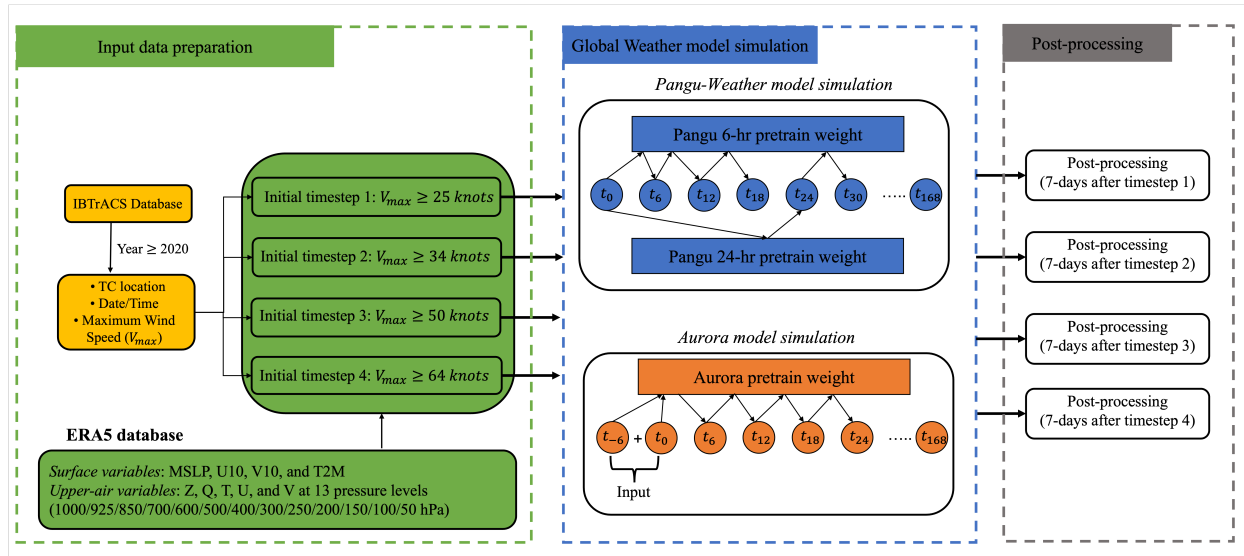 Input data preparation
IBTrACS Database
Year ≥ 2020
• TC location
• Date/Time
• Maximum Wind
Speed (Vmax)
Initial timestep 1: Vmax ≥ 25 knots
Initial timestep 2: Vmax ≥ 34 knots
Initial timestep 3: Vmax ≥ 50 knots
Initial timestep 4: Vmax ≥ 64 knots
ERA5 database
Surface variables: MSLP, U10, V10, and T2M
Upper-air variables: Z, Q, T, U, and V at 13 pressure levels
(1000/925/850/700/600/500/400/300/250/200/150/100/50 hPa)
Global Weather model simulation
Pangu-Weather model simulation
Pangu 6-hr pretrain weight
t0 t6 t12 t18 t24 t30 ····· t168
Pangu 24-hr pretrain weight
Aurora model simulation
Aurora pretrain weight
t−6 + t0 t6 t12 t18 t24 ····· t168
Input
Post-processing
Post-processing
(7-days after timestep 1)
Post-processing
(7-days after timestep 2)
Post-processing
(7-days after timestep 3)
Post-processing
(7-days after timestep 4)